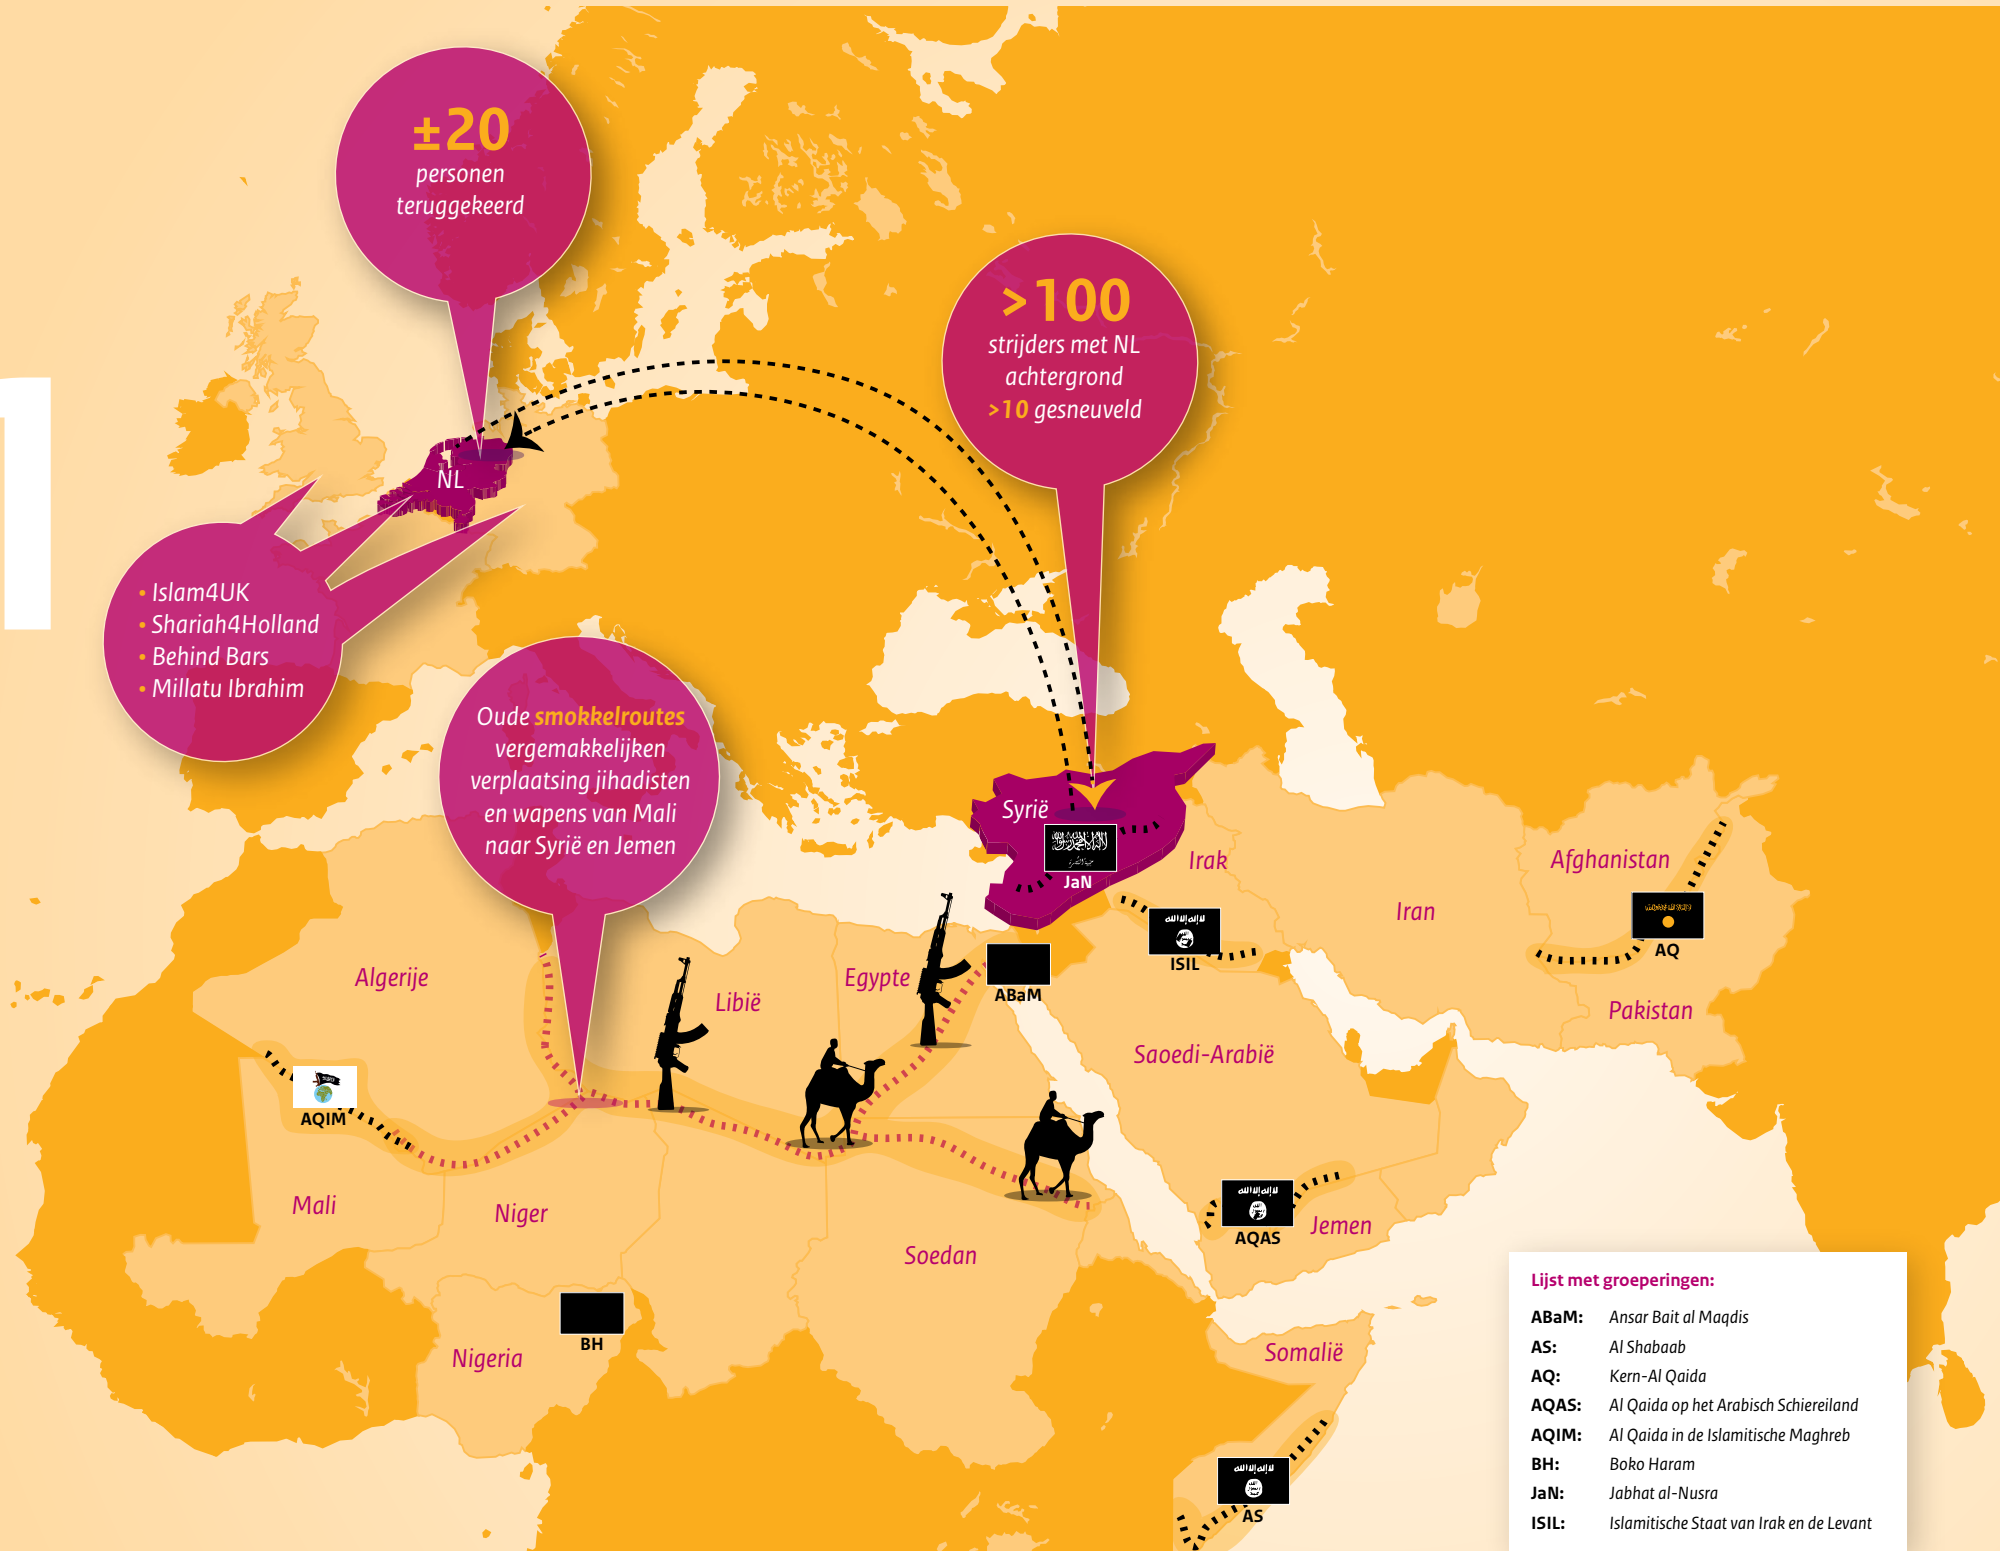 1
±20
personen
teruggekeerd
>100
strijders met NL
achtergrond
>10 gesneuveld
NL
• Islam4UK
• Shariah4Holland
• Behind Bars
• Millatu Ibrahim
Oude smokkelroutes
vergemakkelijken
verplaatsing jihadisten
en wapens van Mali
naar Syrië en Jemen
Syrië
JaN
Irak
Iran
Afghanistan
AQ
Pakistan
ISIL
ABaM
Algerije
Libië
Egypte
Saoedi-Arabië
AQIM
Mali
Niger
Soedan
AQAS
Jemen
BH
Nigeria
Somalië
AS
Lijst met groeperingen:
ABaM: Ansar Bait al Maqdis
AS: Al Shabaab
AQ: Kern-Al Qaida
AQAS: Al Qaida op het Arabisch Schiereiland
AQIM: Al Qaida in de Islamitische Maghreb
BH: Boko Haram
JaN: Jabhat al-Nusra
ISIL: Islamitische Staat van Irak en de Levant